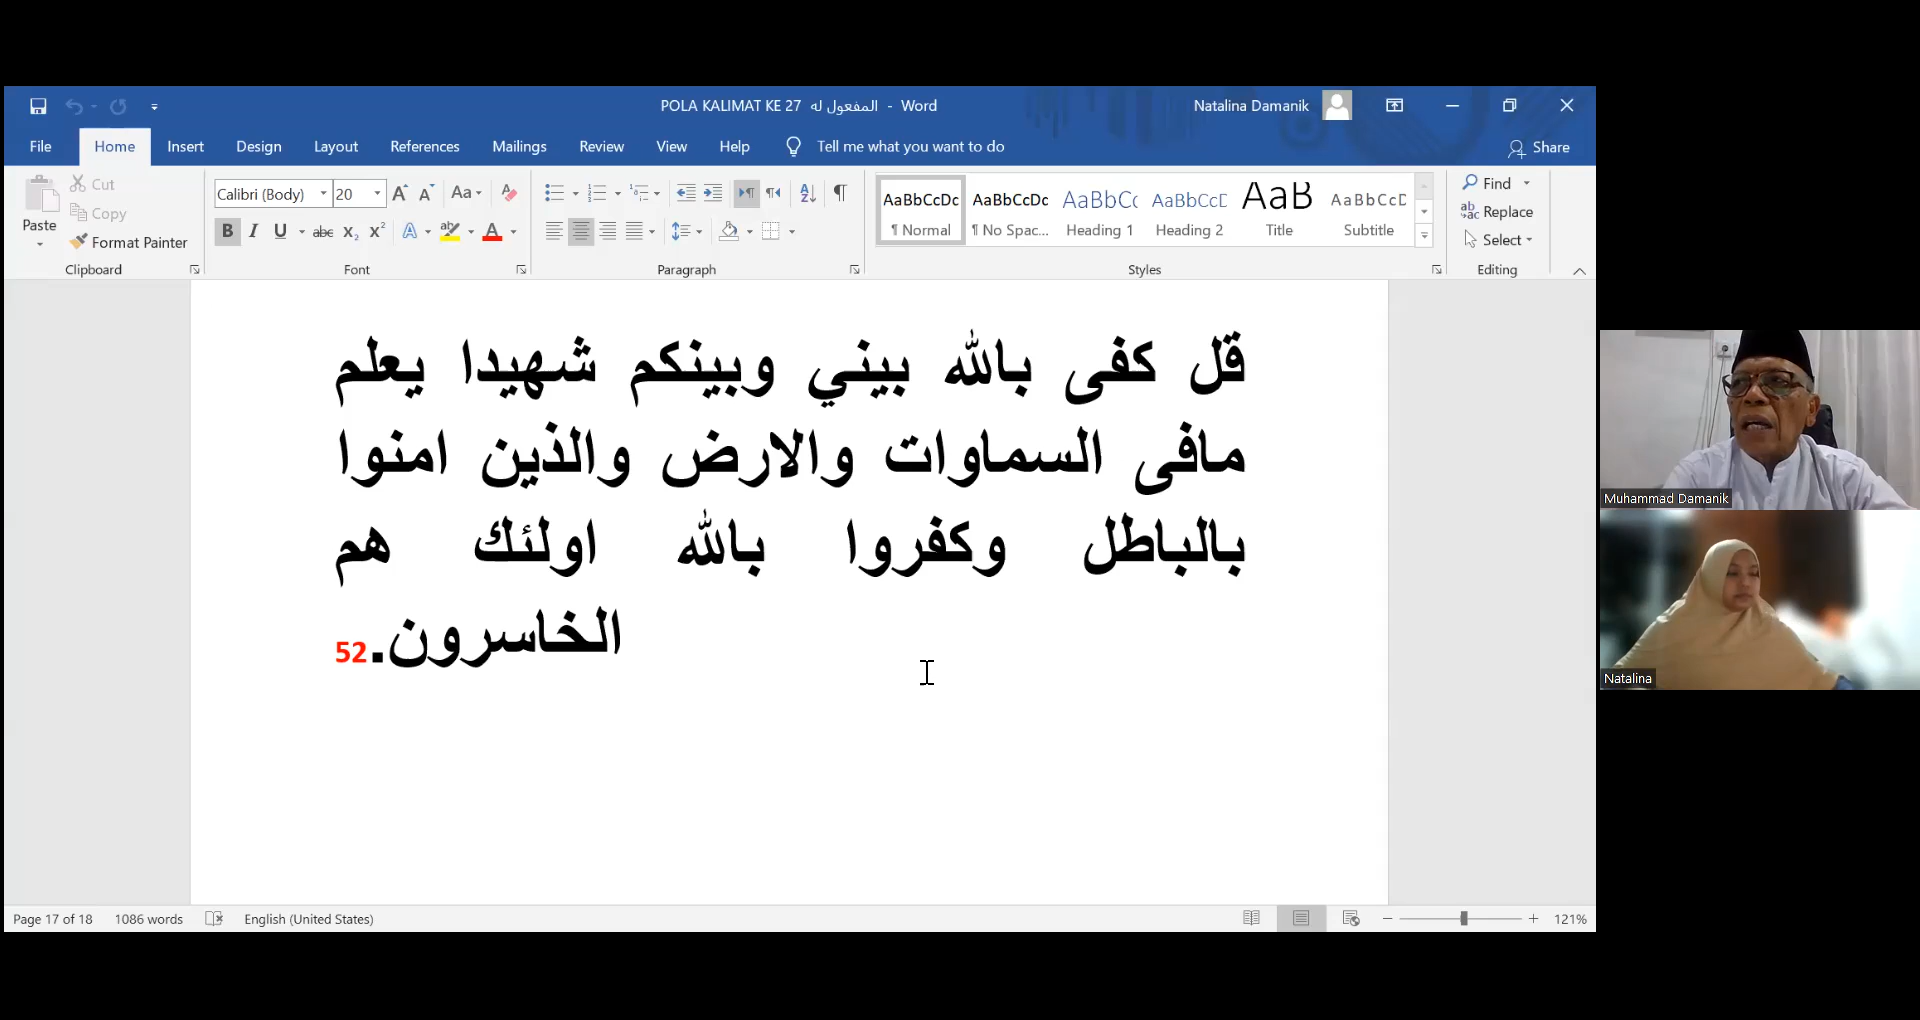 POLA KALIMAT KE 27 المفعول له - Word
Natalina Damanik
File Home Insert Design Layout References Mailings Review View Help Tell me what you want to do Share
Paste
Cut
Copy
Format Painter
Clipboard
Calibri (Body) 20
Font
Paragraph
AaBbCcDc AaBbCcDc AaBbCc AaBbCcD AaB AaBbCcD
¶ Normal ¶ No Spac... Heading 1 Heading 2 Title Subtitle
Styles
Find
Replace
Select
Editing
قل كفى بالله بيني وبينكم شهيدا يعلم
مافى السماوات والارض والذين امنوا
بالباطل وكفروا بالله اولئك هم
الخاسرون.52
Muhammad Damanik
Natalina
Page 17 of 18 1086 words English (United States) 121%